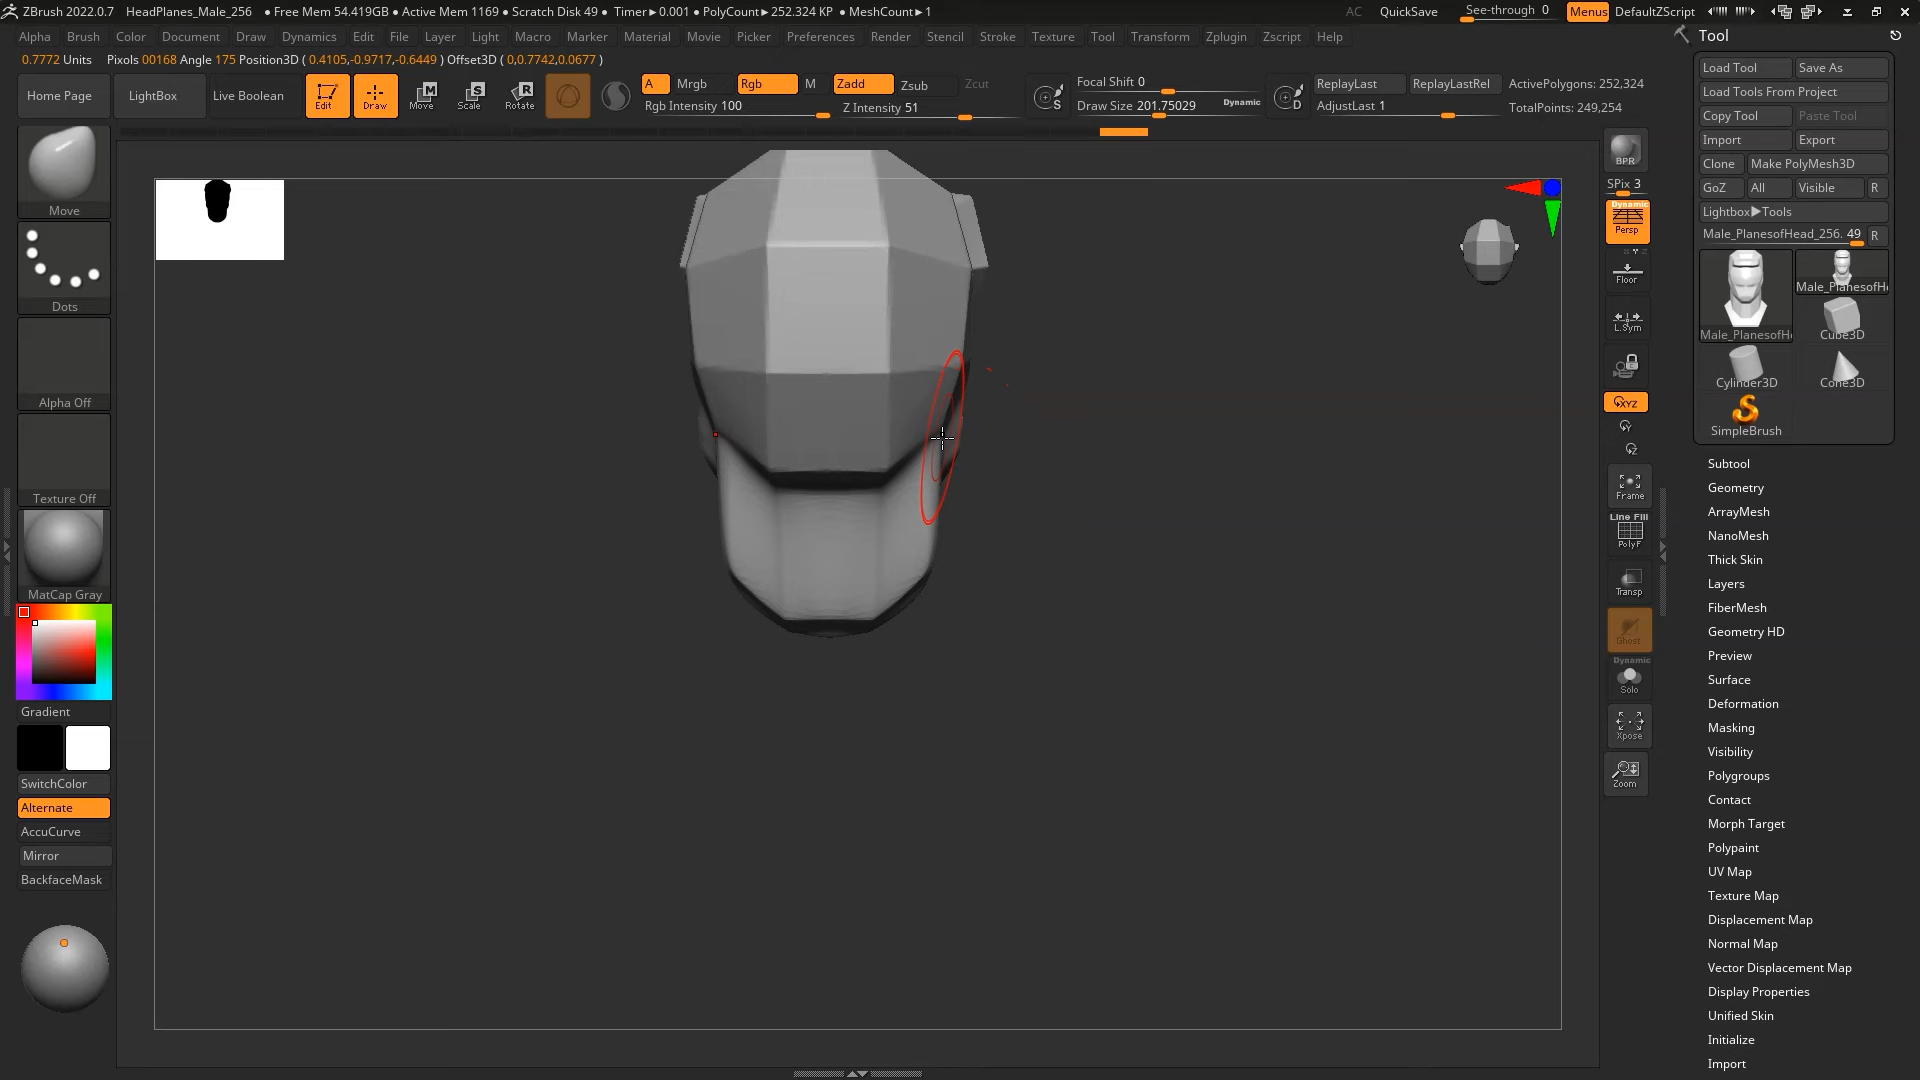 ZBrush 2022.0.7 HeadPlanes_Male_256 ● Free Mem 54.419GB ● Active Mem 1169 ● Scratch Disk 49 ● Timer►0.001 ● PolyCount►252.324 KP ● MeshCount►1 AC QuickSave See-through 0 Menus DefaultZScript
Alpha Brush Color Document Draw Dynamics Edit File Layer Light Macro Marker Material Movie Picker Preferences Render Stencil Stroke Texture Tool Transform Zplugin Zscript Help
0.7772 Units Pixols 00168 Angle 175 Position3D ( 0.4105,-0.9717,-0.6449 ) Offset3D ( 0,0.7742,0.0677 )
Home Page LightBox Live Boolean Edit Draw Move Scale Rotate
M S R
A Mrgb Rgb M Zadd Zsub Zcut
Rgb Intensity 100 Z Intensity 51
S Focal Shift 0
Draw Size 201.75029 Dynamic D
ReplayLast ReplayLastRel ActivePolygons: 252,324
AdjustLast 1 TotalPoints: 249,254
Move
Dots
Alpha Off
Texture Off
MatCap Gray
Gradient
SwitchColor
Alternate
AccuCurve
Mirror
BackfaceMask
BPR
SPix 3
Dynamic
Persp
Floor
L.Sym
XYZ
Y
Z
Frame
Line Fill
PolyF
Transp
Ghost
Dynamic
Solo
Xpose
Zoom
Tool
Load Tool Save As
Load Tools From Project
Copy Tool Paste Tool
Import Export
Clone Make PolyMesh3D
GoZ All Visible R
Lightbox►Tools
Male_PlanesofHead_256. 49 R
Male_PlanesofHe
Male_PlanesofHe Cube3D
Cylinder3D Cone3D
SimpleBrush
Subtool
Geometry
ArrayMesh
NanoMesh
Thick Skin
Layers
FiberMesh
Geometry HD
Preview
Surface
Deformation
Masking
Visibility
Polygroups
Contact
Morph Target
Polypaint
UV Map
Texture Map
Displacement Map
Normal Map
Vector Displacement Map
Display Properties
Unified Skin
Initialize
Import